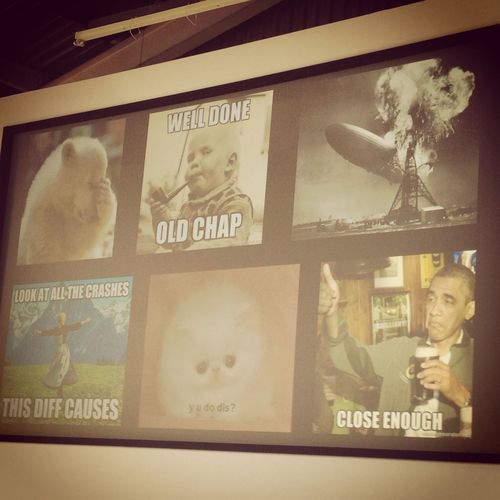 WELL DONE
OLD CHAP
LOOK AT ALL THE CRASHES
THIS DIFF CAUSES
y u do dis?
CLOSE ENOUGH